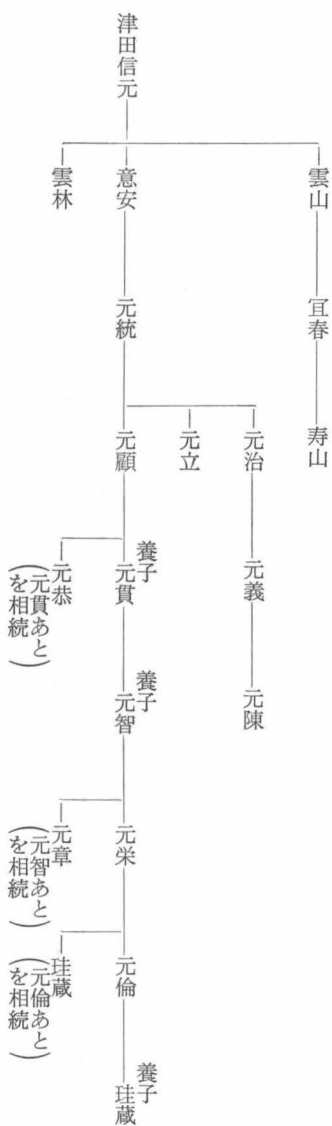 津田信元
雲山
意安
雲林
宜春
元統
寿山
元治
元立
元顧
元義
養子
元貫
元恭
(元貫あと
を相続)
元陳
養子
元智
元栄
元章
(元智あと
を相続)
元倫
珪蔵
(元倫あと
を相続)
養子
珪蔵